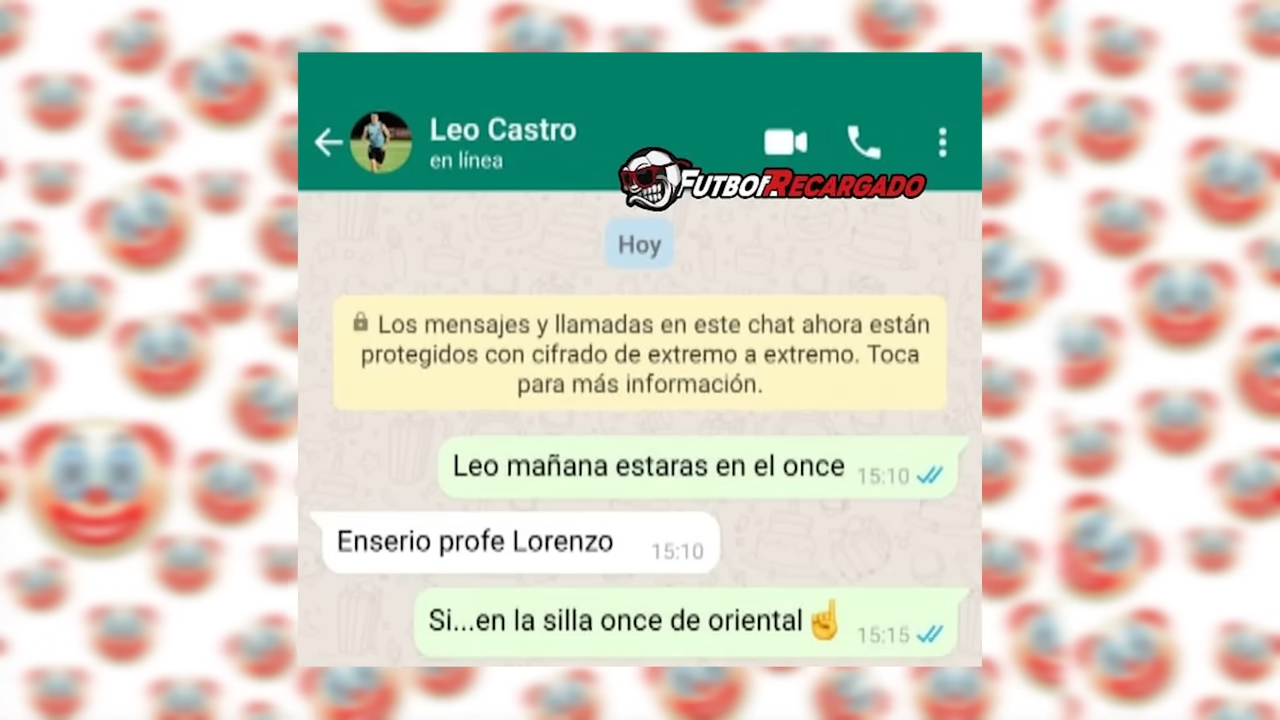 Leo Castro
en línea
FUTBOLRECARGADO
Hoy
Los mensajes y llamadas en este chat ahora están
protegidos con cifrado de extremo a extremo. Toca
para más información.
Leo mañana estaras en el once 15:10
Enserio profe Lorenzo 15:10
Si...en la silla once de oriental 15:15